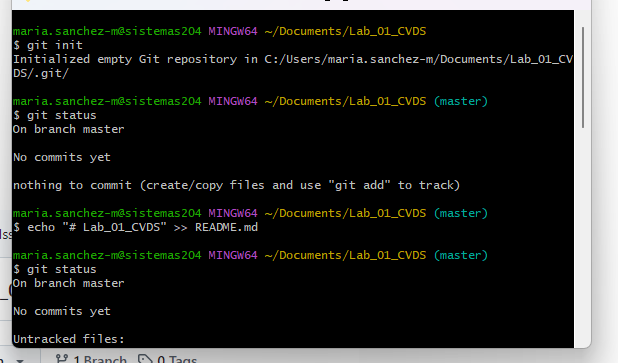 maria.sanchez-m@sistemas204 MINGW64 ~/Documents/Lab_01_CVDS
$ git init
Initialized empty Git repository in C:/Users/maria.sanchez-m/Documents/Lab_01_CV
DS/.git/
maria.sanchez-m@sistemas204 MINGW64 ~/Documents/Lab_01_CVDS (master)
$ git status
On branch master
No commits yet
nothing to commit (create/copy files and use "git add" to track)
maria.sanchez-m@sistemas204 MINGW64 ~/Documents/Lab_01_CVDS (master)
$ echo "# Lab_01_CVDS" >> README.md
maria.sanchez-m@sistemas204 MINGW64 ~/Documents/Lab_01_CVDS (master)
$ git status
On branch master
No commits yet
Untracked files:
1 Branch 0 Tags